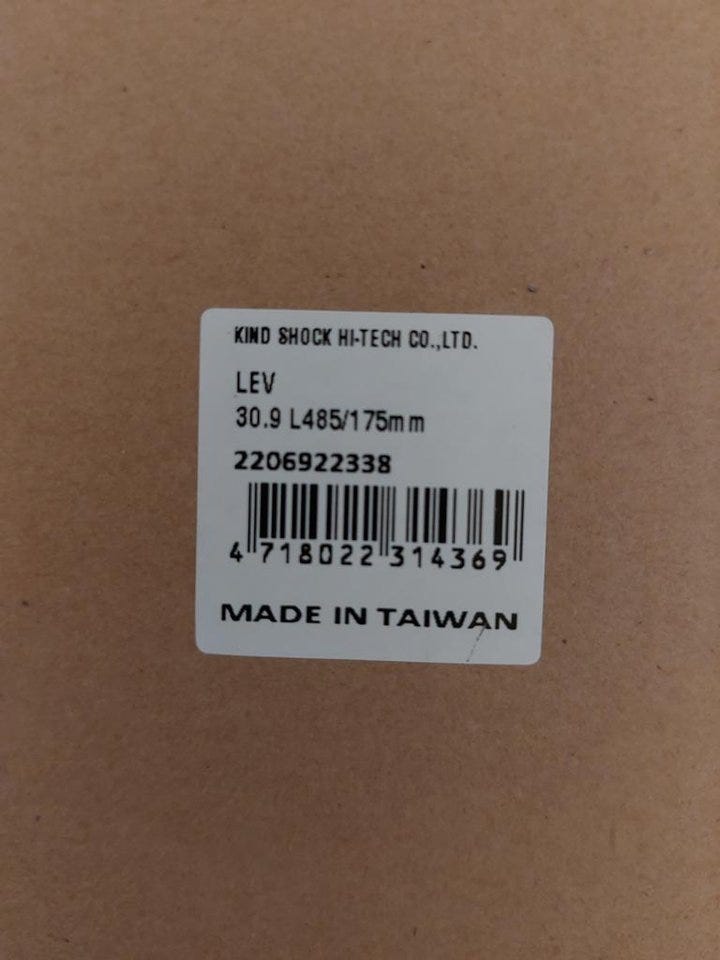 KIND SHOCK HI-TECH CO.,LTD.
LEV
30.9 L485/175mm
2206922338
4 718022 314369
MADE IN TAIWAN